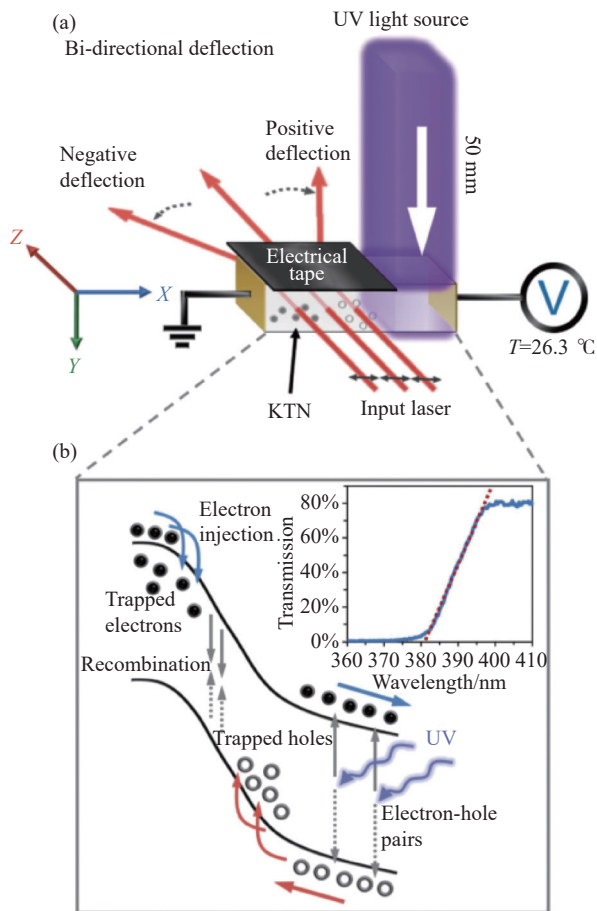 (a)
UV light source
Bi-directional deflection
50 mm
Positive
deflection
Negative
deflection
Z
X
Y
Electrical
tape
V
T=26.3 ℃
KTN
Input laser
(b)
Electron
injection
Trapped
electrons
Recombination
Trapped holes
UV
Electron-hole
pairs
80%
60%
40%
20%
0%
Transmission
360 370 380 390 400 410
Wavelength/nm